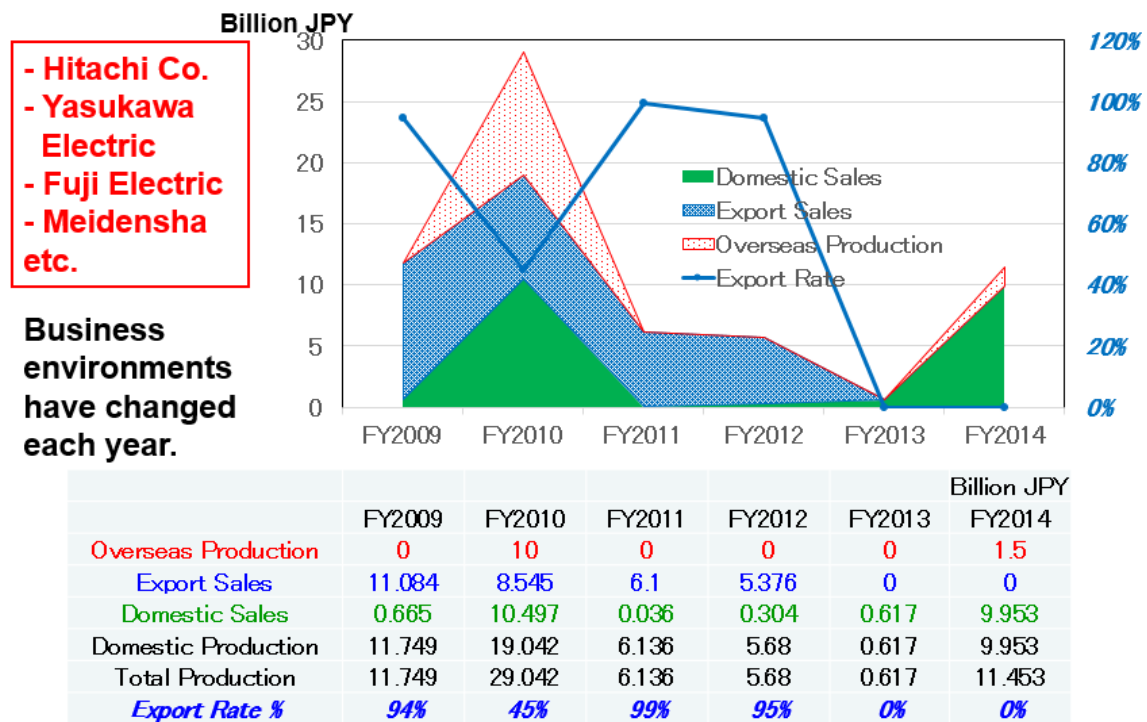 Billion JPY
- Hitachi Co.
- Yasukawa
Electric
- Fuji Electric
- Meidensha
etc.
Business
environments
have changed
each year.
30
25
20
15
10
5
0
120%
100%
80%
60%
40%
20%
0%
Domestic Sales
Export Sales
Overseas Production
Export Rate
FY2009 FY2010 FY2011 FY2012 FY2013 FY2014
Billion JPY
FY2009 FY2010 FY2011 FY2012 FY2013 FY2014
Overseas Production 0 10 0 0 0 1.5
Export Sales 11.084 8.545 6.1 5.376 0 0
Domestic Sales 0.665 10.497 0.036 0.304 0.617 9.953
Domestic Production 11.749 19.042 6.136 5.68 0.617 9.953
Total Production 11.749 29.042 6.136 5.68 0.617 11.453
Export Rate % 94% 45% 99% 95% 0% 0%